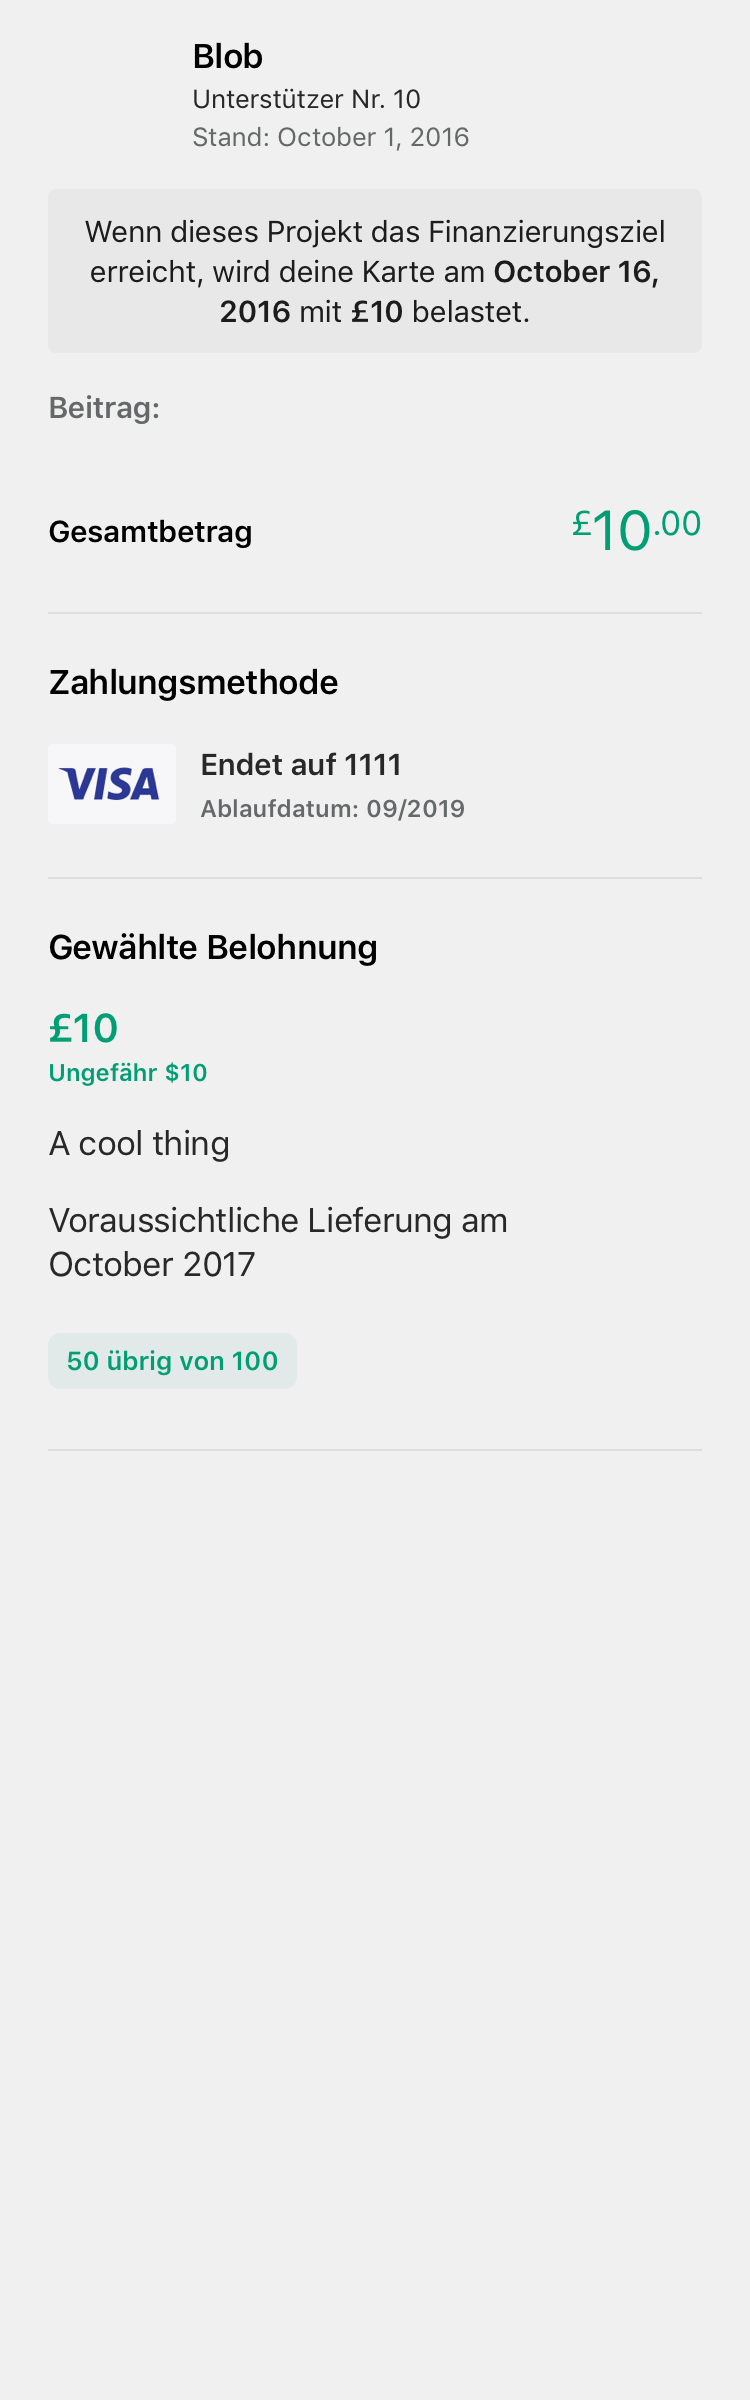 Blob
Unterstützer Nr. 10
Stand: October 1, 2016
Wenn dieses Projekt das Finanzierungsziel
erreicht, wird deine Karte am October 16,
2016 mit £10 belastet.
Beitrag:
Gesamtbetrag £10.00
Zahlungsmethode
VISA
Endet auf 1111
Ablaufdatum: 09/2019
Gewählte Belohnung
£10
Ungefähr $10
A cool thing
Voraussichtliche Lieferung am
October 2017
50 übrig von 100